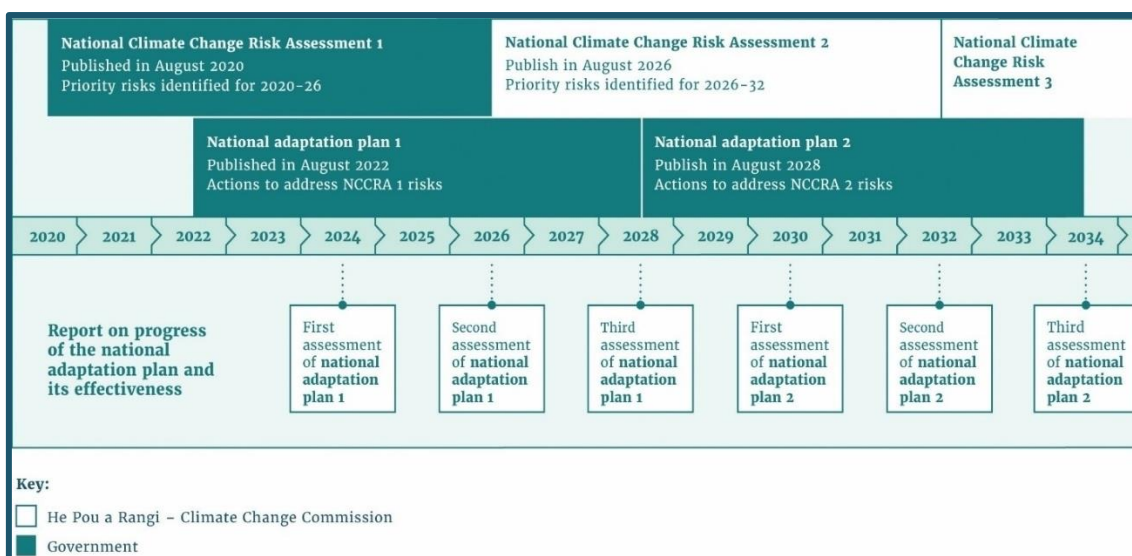 National Climate Change Risk Assessment 1
Published in August 2020
Priority risks identified for 2020-26
National Climate Change Risk Assessment 2
Publish in August 2026
Priority risks identified for 2026-32
National Climate
Change Risk
Assessment 3
National adaptation plan 1
Published in August 2022
Actions to address NCCRA 1 risks
National adaptation plan 2
Publish in August 2028
Actions to address NCCRA 2 risks
2020 2021 2022 2023 2024 2025 2026 2027 2028 2029 2030 2031 2032 2033 2034
Report on progress
of the national
adaptation plan and
its effectiveness
First
assessment
of national
adaptation
plan 1
Second
assessment
of national
adaptation
plan 1
Third
assessment
of national
adaptation
plan 1
First
assessment
of national
adaptation
plan 2
Second
assessment
of national
adaptation
plan 2
Third
assessment
of national
adaptation
plan 2
Key:
He Pou a Rangi – Climate Change Commission
Government